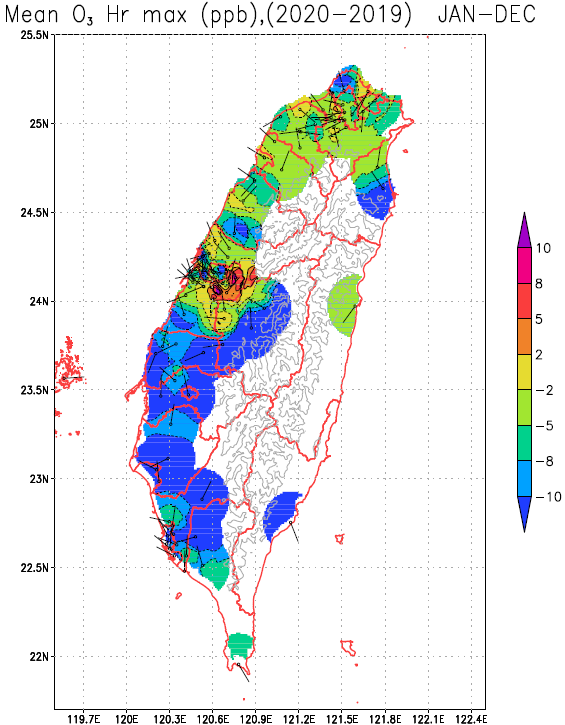 Mean O₃ Hr max (ppb),(2020−2019) JAN−DEC
25.5N
25N
24.5N
24N
23.5N
23N
22.5N
22N
10
8
5
2
−2
−5
−8
−10
119.7E 120E 120.3E 120.6E 120.9E 121.2E 121.5E 121.8E 122.1E 122.4E